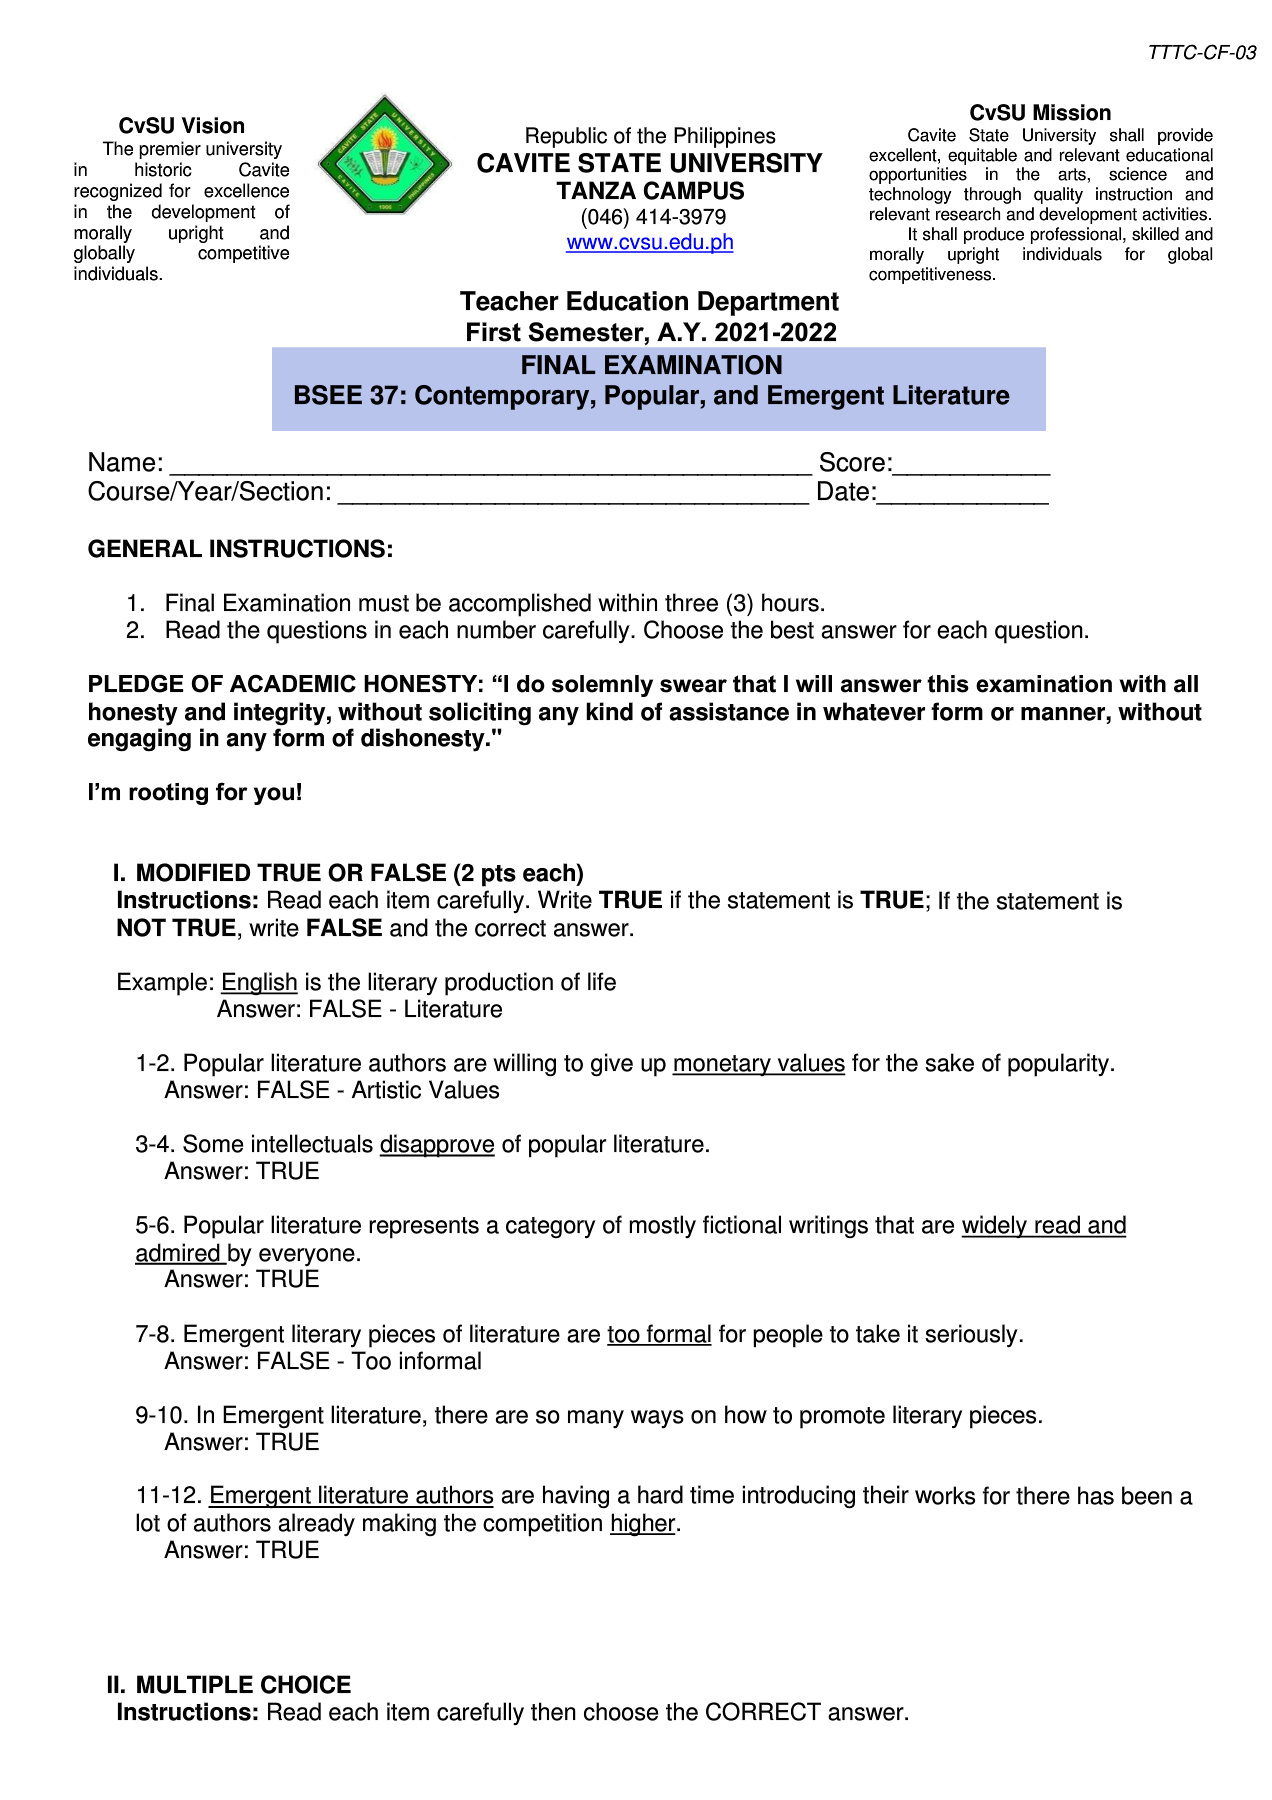 TTTC-CF-03
CvSU Vision
The premier university
in historic Cavite
recognized for excellence
in the development of
morally upright and
globally competitive
individuals.
CAVITE STATE UNIVERSITY
CAVITE
PHILIPPINES
1906
Republic of the Philippines
CAVITE STATE UNIVERSITY
TANZA CAMPUS
(046) 414-3979
www.cvsu.edu.ph
CvSU Mission
Cavite State University shall provide
excellent, equitable and relevant educational
opportunities in the arts, science and
technology through quality instruction and
relevant research and development activities.
It shall produce professional, skilled and
morally upright individuals for global
competitiveness.
Teacher Education Department
First Semester, A.Y. 2021-2022
FINAL EXAMINATION
BSEE 37: Contemporary, Popular, and Emergent Literature
Name: ____________________________________________ Score:___________
Course/Year/Section: ________________________________ Date:____________
GENERAL INSTRUCTIONS:
1. Final Examination must be accomplished within three (3) hours.
2. Read the questions in each number carefully. Choose the best answer for each question.
PLEDGE OF ACADEMIC HONESTY: “I do solemnly swear that I will answer this examination with all
honesty and integrity, without soliciting any kind of assistance in whatever form or manner, without
engaging in any form of dishonesty."
I’m rooting for you!
I. MODIFIED TRUE OR FALSE (2 pts each)
Instructions: Read each item carefully. Write TRUE if the statement is TRUE; If the statement is
NOT TRUE, write FALSE and the correct answer.
Example: English is the literary production of life
Answer: FALSE - Literature
1-2. Popular literature authors are willing to give up monetary values for the sake of popularity.
Answer: FALSE - Artistic Values
3-4. Some intellectuals disapprove of popular literature.
Answer: TRUE
5-6. Popular literature represents a category of mostly fictional writings that are widely read and
admired by everyone.
Answer: TRUE
7-8. Emergent literary pieces of literature are too formal for people to take it seriously.
Answer: FALSE - Too informal
9-10. In Emergent literature, there are so many ways on how to promote literary pieces.
Answer: TRUE
11-12. Emergent literature authors are having a hard time introducing their works for there has been a
lot of authors already making the competition higher.
Answer: TRUE
II. MULTIPLE CHOICE
Instructions: Read each item carefully then choose the CORRECT answer.